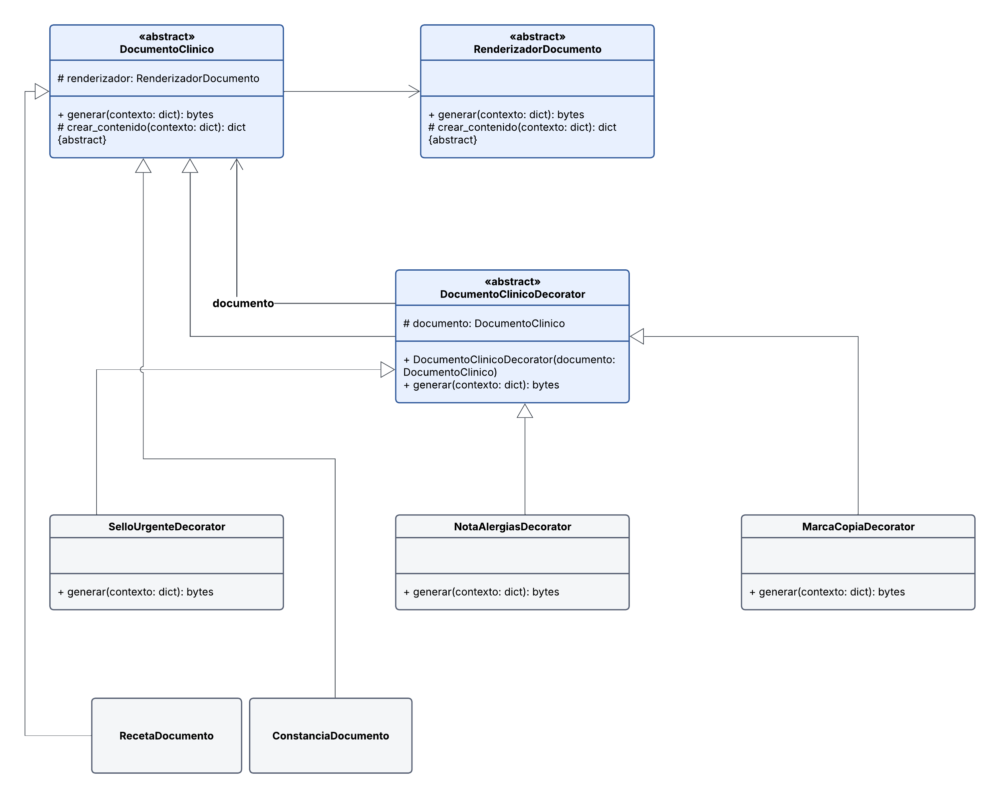 «abstract»
DocumentoClinico
# renderizador: RenderizadorDocumento
+ generar(contexto: dict): bytes
# crear_contenido(contexto: dict): dict
{abstract}
«abstract»
RenderizadorDocumento
+ generar(contexto: dict): bytes
# crear_contenido(contexto: dict): dict
{abstract}
documento
«abstract»
DocumentoClinicoDecorator
# documento: DocumentoClinico
+ DocumentoClinicoDecorator(documento:
DocumentoClinico)
+ generar(contexto: dict): bytes
SelloUrgenteDecorator
+ generar(contexto: dict): bytes
NotaAlergiasDecorator
+ generar(contexto: dict): bytes
MarcaCopiaDecorator
+ generar(contexto: dict): bytes
RecetaDocumento
ConstanciaDocumento